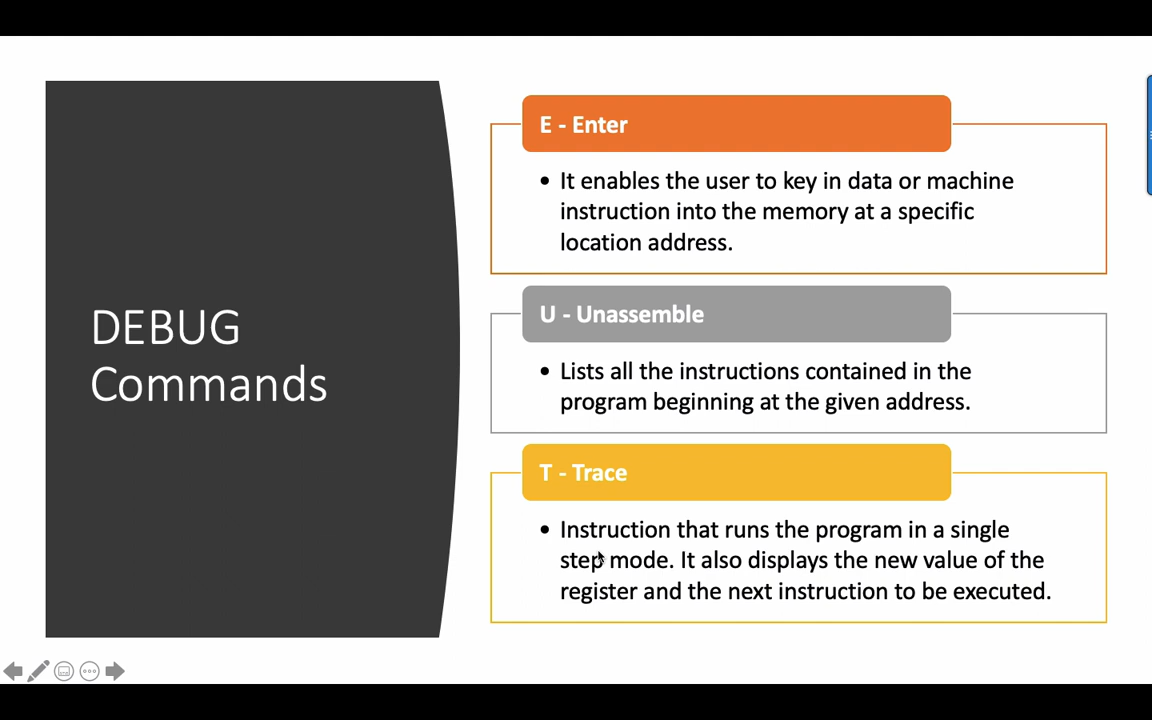 DEBUG
Commands
E - Enter
• It enables the user to key in data or machine
instruction into the memory at a specific
location address.
U - Unassemble
• Lists all the instructions contained in the
program beginning at the given address.
T - Trace
• Instruction that runs the program in a single
step mode. It also displays the new value of the
register and the next instruction to be executed.